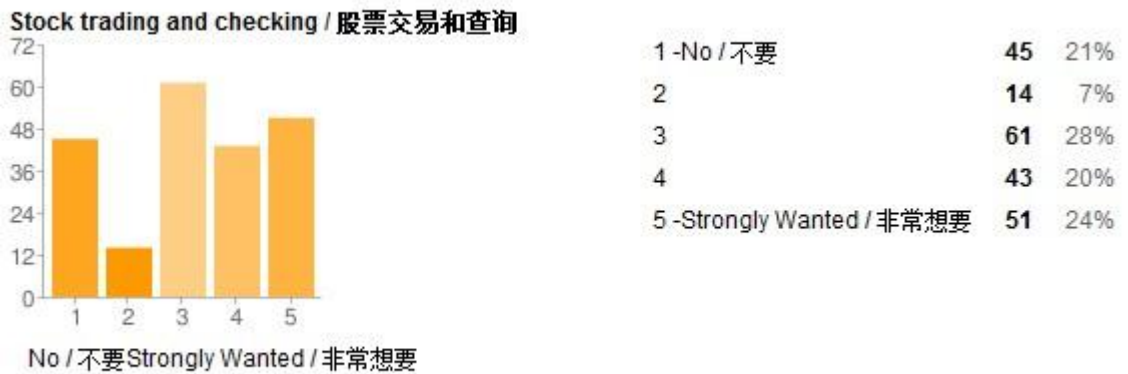 Stock trading and checking / 股票交易和查询
72
60
48
36
24
12
0
1 2 3 4 5
No / 不要Strongly Wanted / 非常想要
1 -No / 不要 45 21%
2 14 7%
3 61 28%
4 43 20%
5 -Strongly Wanted / 非常想要 51 24%